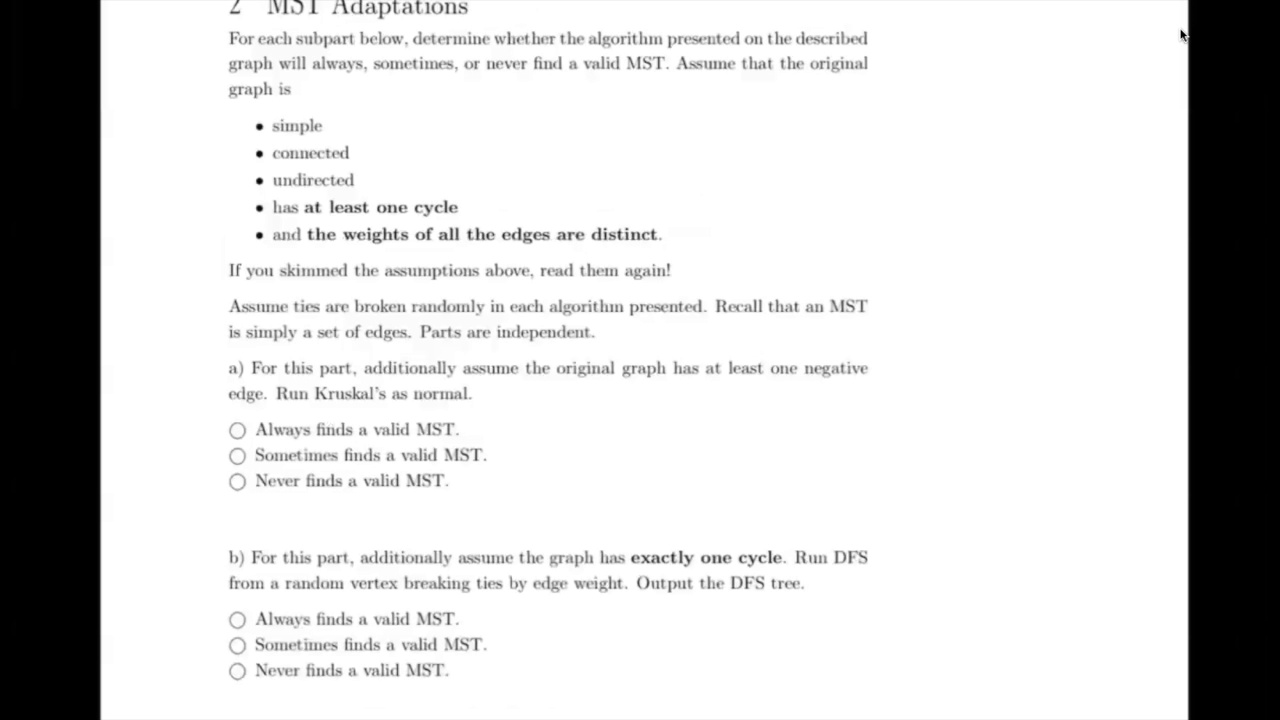 2 MST Adaptations
For each subpart below, determine whether the algorithm presented on the described
graph will always, sometimes, or never find a valid MST. Assume that the original
graph is
• simple
• connected
• undirected
• has at least one cycle
• and the weights of all the edges are distinct.
If you skimmed the assumptions above, read them again!
Assume ties are broken randomly in each algorithm presented. Recall that an MST
is simply a set of edges. Parts are independent.
a) For this part, additionally assume the original graph has at least one negative
edge. Run Kruskal's as normal.
○ Always finds a valid MST.
○ Sometimes finds a valid MST.
○ Never finds a valid MST.
b) For this part, additionally assume the graph has exactly one cycle. Run DFS
from a random vertex breaking ties by edge weight. Output the DFS tree.
○ Always finds a valid MST.
○ Sometimes finds a valid MST.
○ Never finds a valid MST.